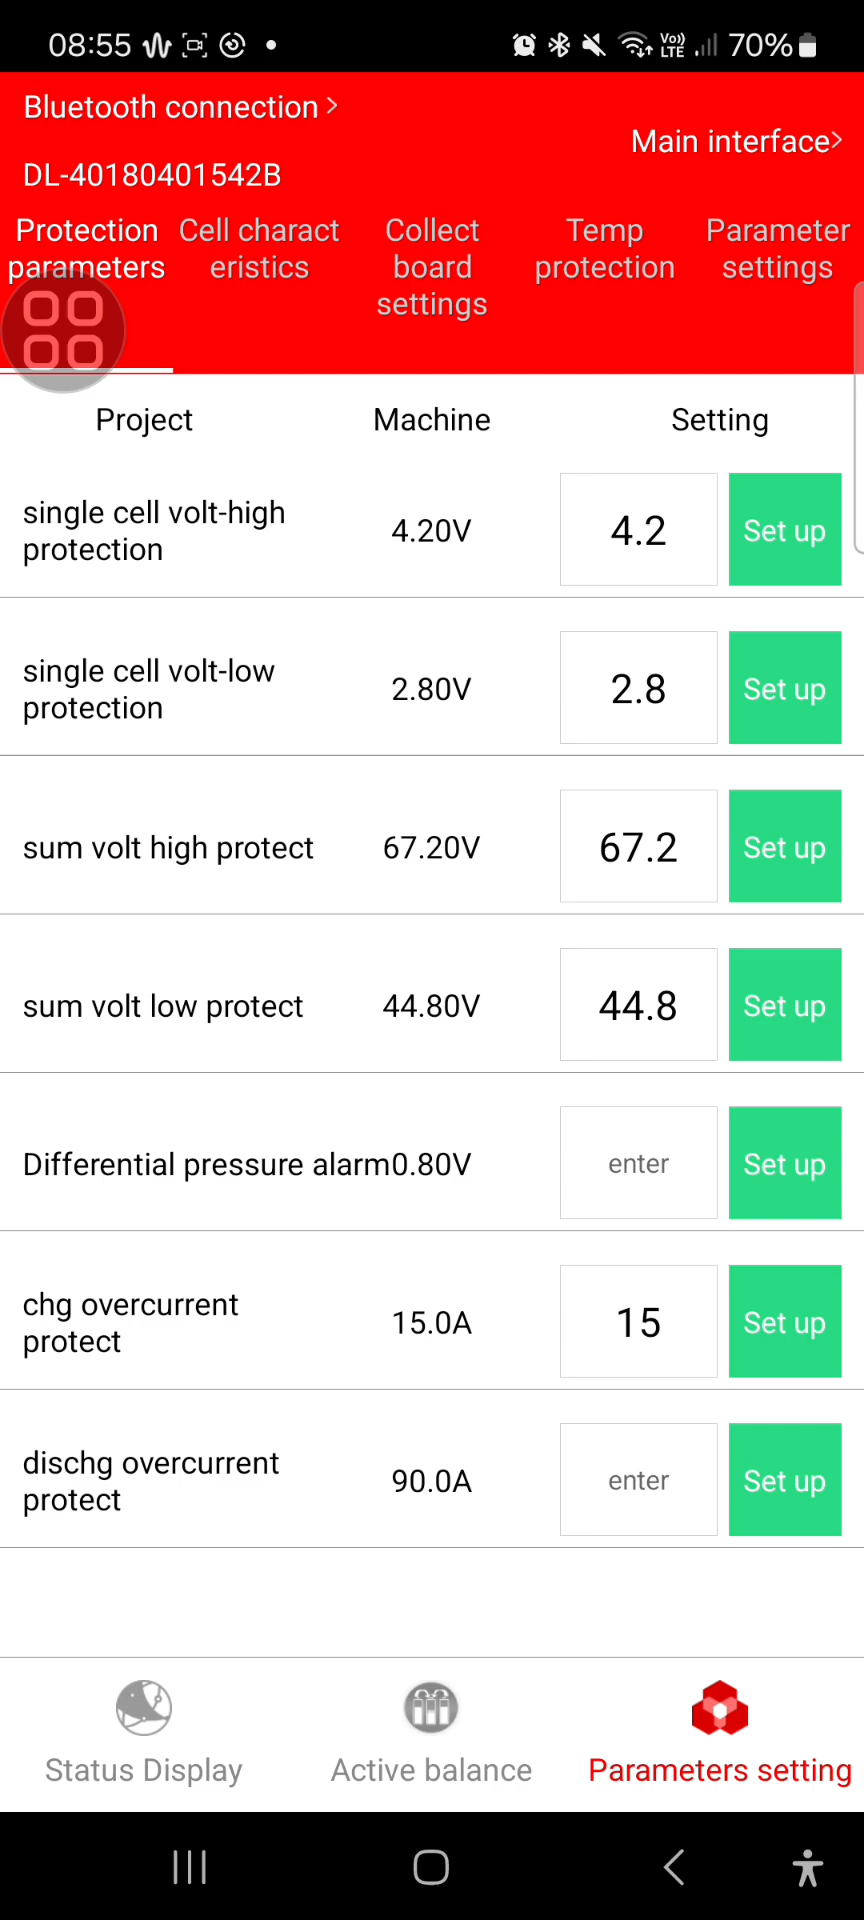 08:55
Vo))
LTE
70%
Bluetooth connection >
Main interface>
DL-40180401542B
Protection parameters
Cell charact
eristics
Collect
board
settings
Temp
protection
Parameter
settings
Project
Machine
Setting
single cell volt-high
protection
4.20V
4.2
Set up
single cell volt-low
protection
2.80V
2.8
Set up
sum volt high protect
67.20V
67.2
Set up
sum volt low protect
44.80V
44.8
Set up
Differential pressure alarm0.80V
enter
Set up
chg overcurrent
protect
15.0A
15
Set up
dischg overcurrent
protect
90.0A
enter
Set up
Status Display
Active balance
Parameters setting